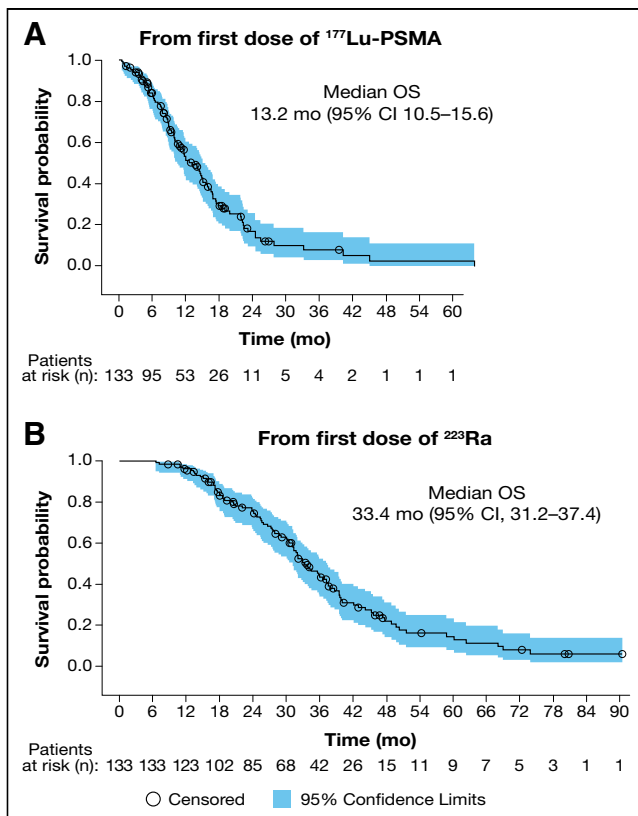 A
From first dose of ¹⁷⁷Lu-PSMA
Median OS
13.2 mo (95% CI 10.5–15.6)
Survival probability
1.0
0.8
0.6
0.4
0.2
0.0
0 6 12 18 24 30 36 42 48 54 60
Time (mo)
Patients
at risk (n): 133 95 53 26 11 5 4 2 1 1 1
B
From first dose of ²²³Ra
Median OS
33.4 mo (95% CI, 31.2–37.4)
Survival probability
1.0
0.8
0.6
0.4
0.2
0.0
0 6 12 18 24 30 36 42 48 54 60 66 72 78 84 90
Time (mo)
Patients
at risk (n): 133 133 123 102 85 68 42 26 15 11 9 7 5 3 1 1
Censored 95% Confidence Limits